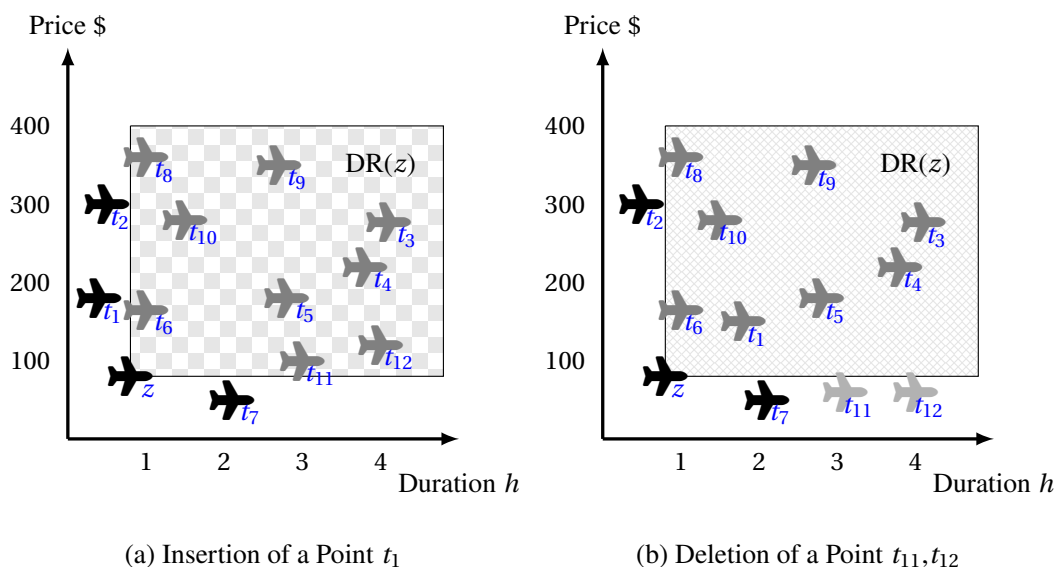 Price $
400
300
200
100
DR(z)
t8
t9
t2
t10
t3
t4
t1
t6
t5
t12
t11
z
t7
1 2 3 4
Duration h
(a) Insertion of a Point t1
Price $
400
300
200
100
DR(z)
t8
t9
t2
t10
t3
t4
t6
t5
t1
z
t7
t11
t12
1 2 3 4
Duration h
(b) Deletion of a Point t11,t12